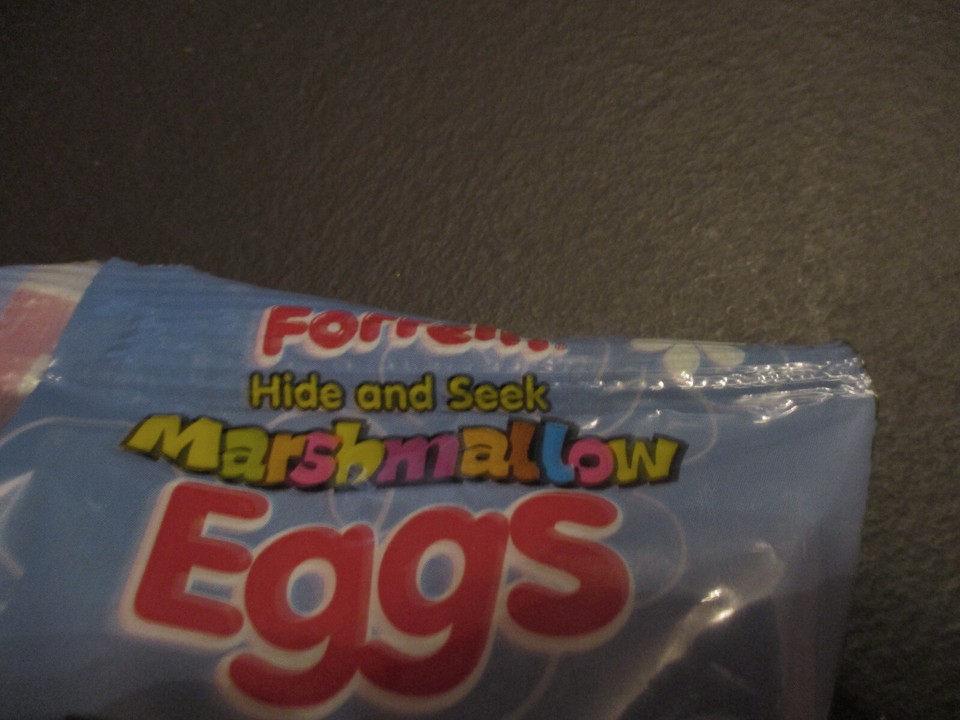 Hide and Seek
Marshmallow
Eggs